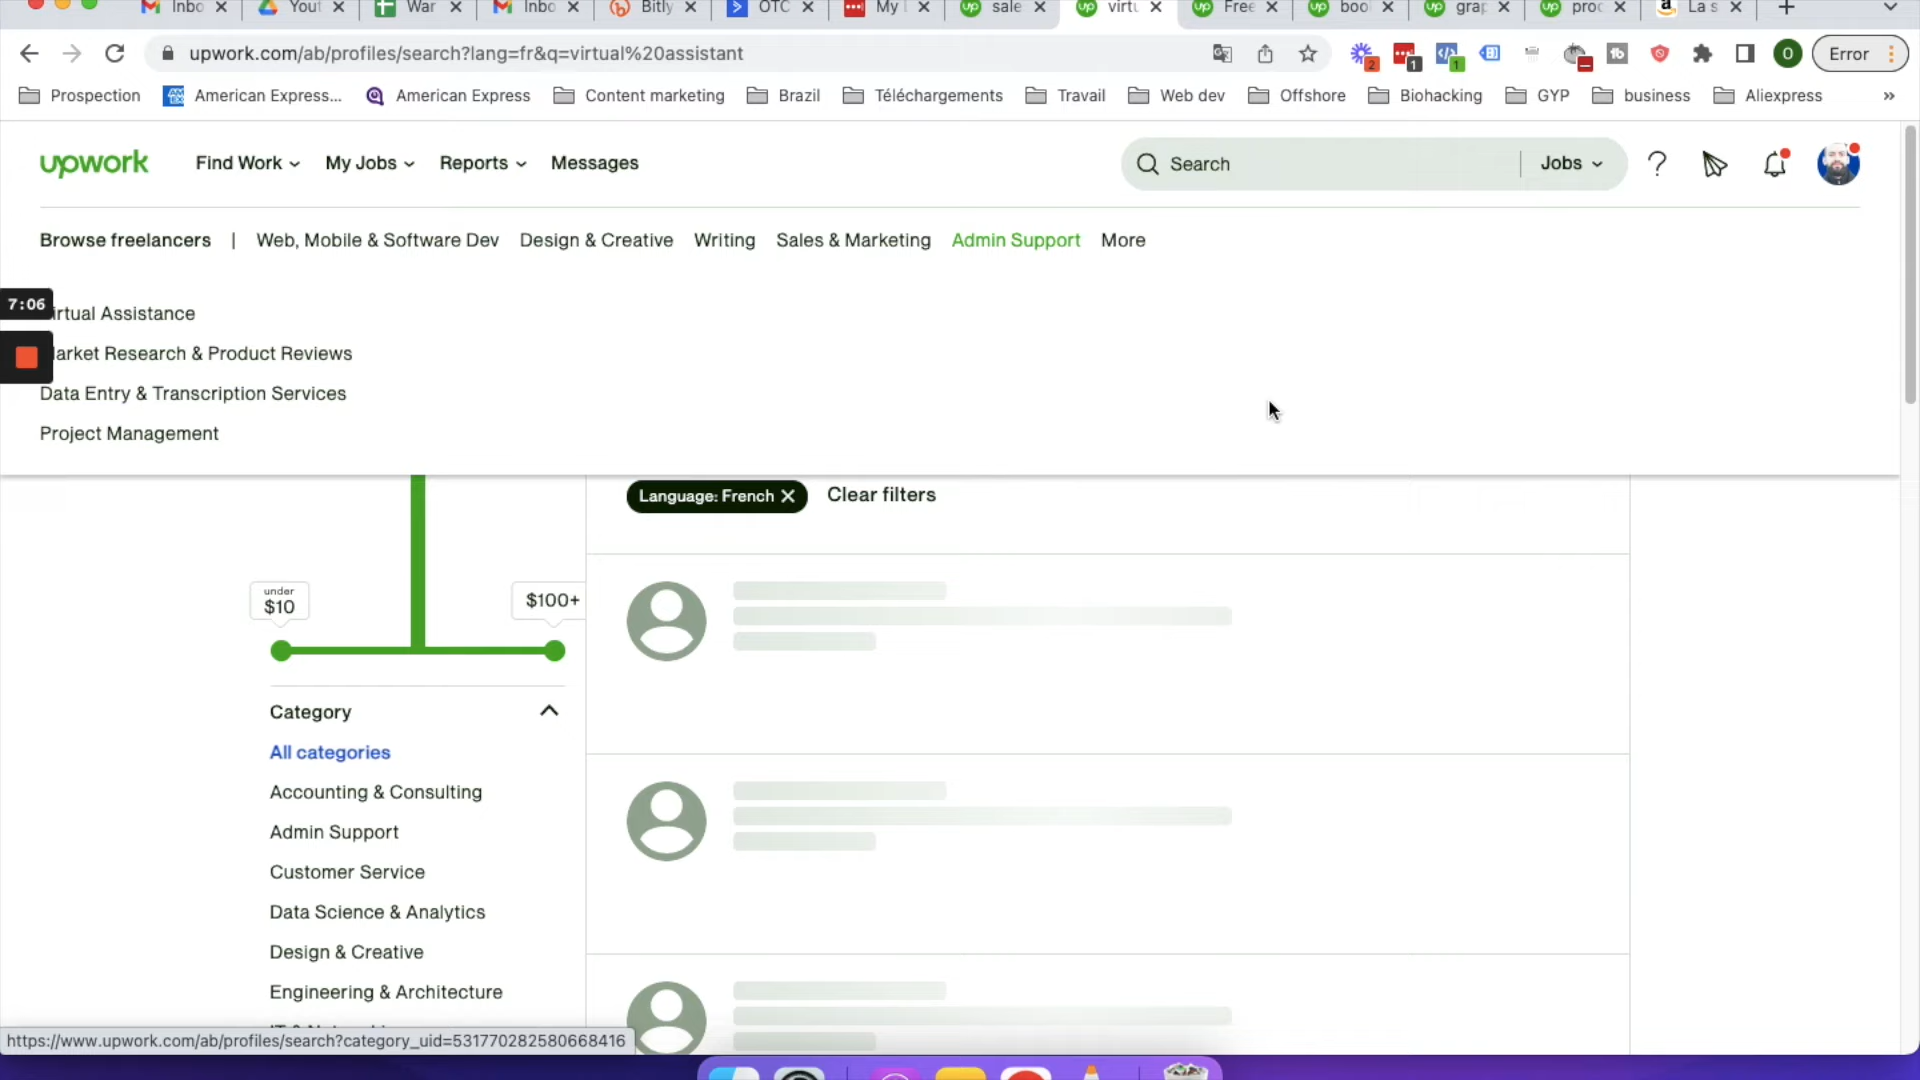 Inbo
Yout
War
Inbo
Bitly
OTC
My
sale
virtu
Free
boo
grap
proc
La s
upwork.com/ab/profiles/search?lang=fr&q=virtual%20assistant
2
1
1
O
Error
Prospection
American Express...
American Express
Content marketing
Brazil
Téléchargements
Travail
Web dev
Offshore
Biohacking
GYP
business
Aliexpress
»
upwork
Find Work
My Jobs
Reports
Messages
Search
Jobs
Browse freelancers | Web, Mobile & Software Dev Design & Creative Writing Sales & Marketing Admin Support More
7:06
irtual Assistance
arket Research & Product Reviews
Data Entry & Transcription Services
Project Management
Language: French
Clear filters
under
$10
$100+
Category
All categories
Accounting & Consulting
Admin Support
Customer Service
Data Science & Analytics
Design & Creative
Engineering & Architecture
https://www.upwork.com/ab/profiles/search?category_uid=531770282580668416